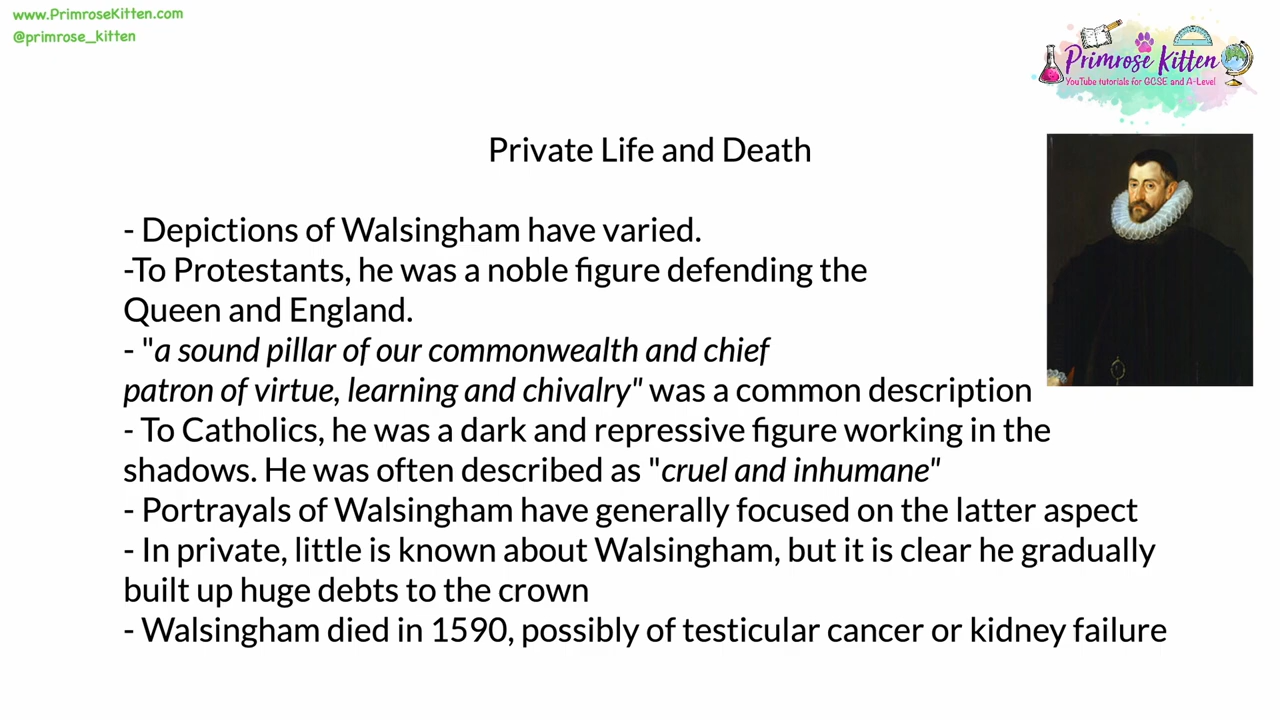 www.PrimroseKitten.com
@primrose_kitten
Primrose Kitten
YouTube tutorials for GCSE and A-Level
Private Life and Death
- Depictions of Walsingham have varied.
-To Protestants, he was a noble figure defending the
Queen and England.
- "a sound pillar of our commonwealth and chief
patron of virtue, learning and chivalry" was a common description
- To Catholics, he was a dark and repressive figure working in the
shadows. He was often described as "cruel and inhumane"
- Portrayals of Walsingham have generally focused on the latter aspect
- In private, little is known about Walsingham, but it is clear he gradually
built up huge debts to the crown
- Walsingham died in 1590, possibly of testicular cancer or kidney failure